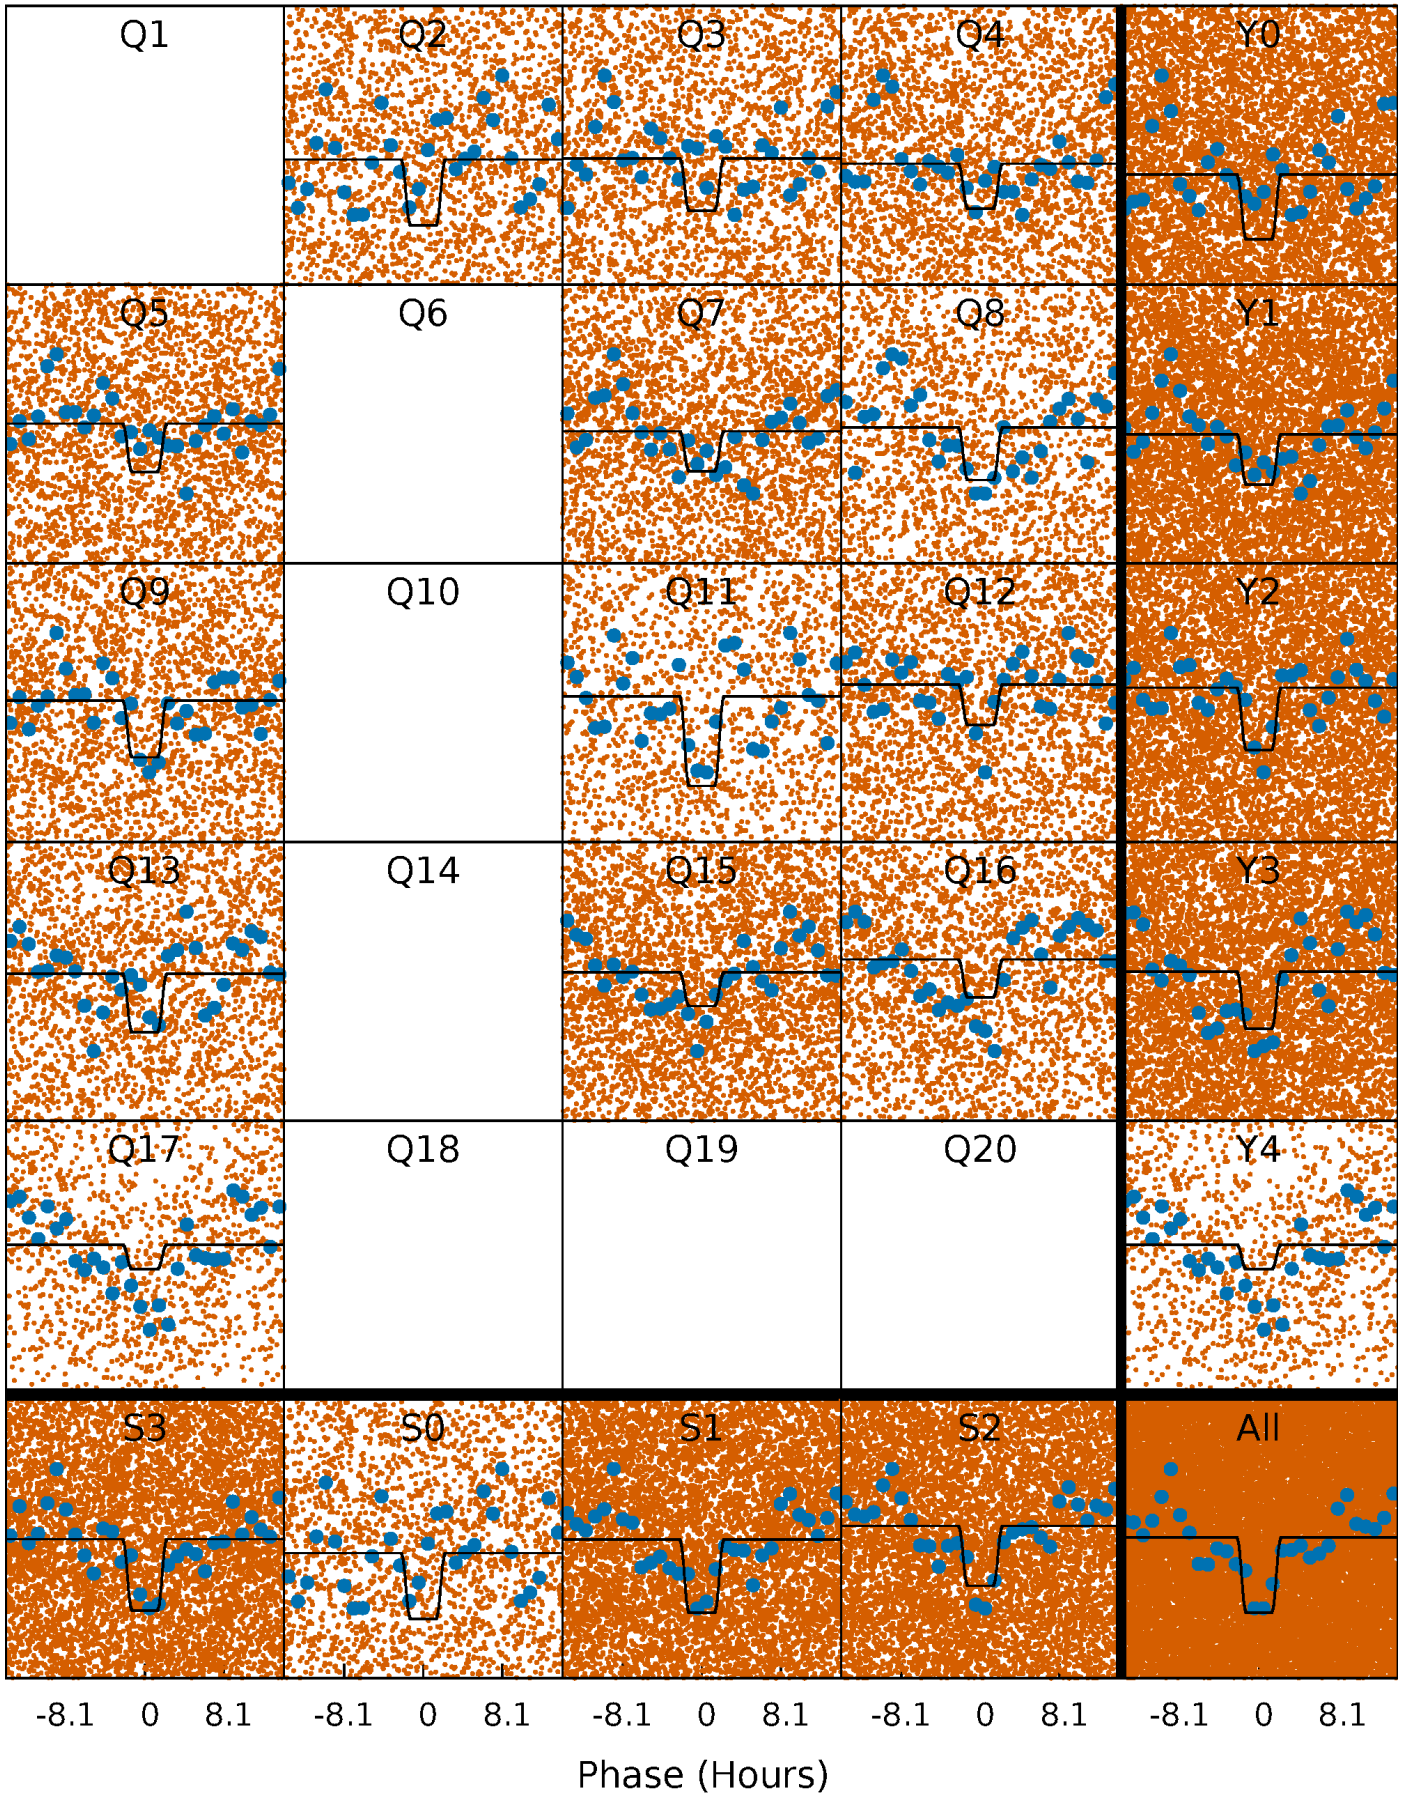 Q1 Q2 Q3 Q4 Y0
Q5 Q6 Q7 Q8 Y1
Q9 Q10 Q11 Q12 Y2
Q13 Q14 Q15 Q16 Y3
Q17 Q18 Q19 Q20 Y4
S3 S0 S1 S2 All
-8.1 0 8.1 -8.1 0 8.1 -8.1 0 8.1 -8.1 0 8.1 -8.1 0 8.1
Phase (Hours)